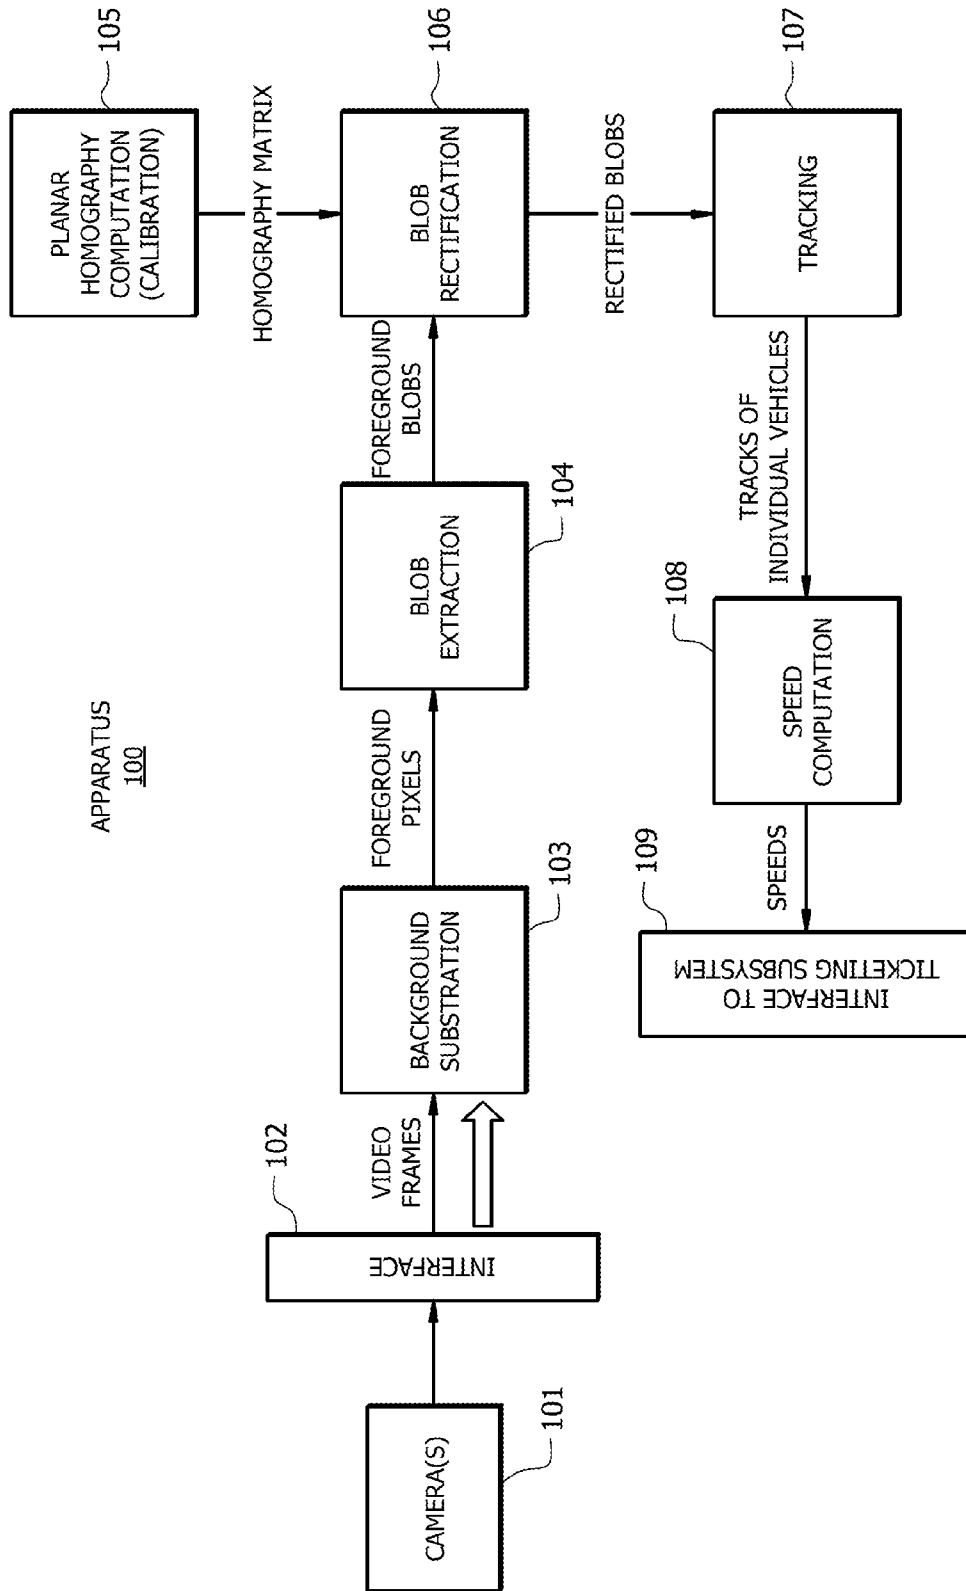 APPARATUS
100
CAMERA(S)
101
INTERFACE
102
VIDEO
FRAMES
BACKGROUND
SUBSTRATION
103
FOREGROUND
PIXELS
BLOB
EXTRACTION
104
FOREGROUND
BLOBS
PLANAR
HOMOGRAPHY
COMPUTATION
(CALIBRATION)
105
HOMOGRAPHY MATRIX
BLOB
RECTIFICATION
106
RECTIFIED BLOBS
TRACKING
107
TRACKS OF
INDIVIDUAL VEHICLES
SPEED
COMPUTATION
108
SPEEDS
INTERFACE TO
TICKETING SUBSYSTEM
109